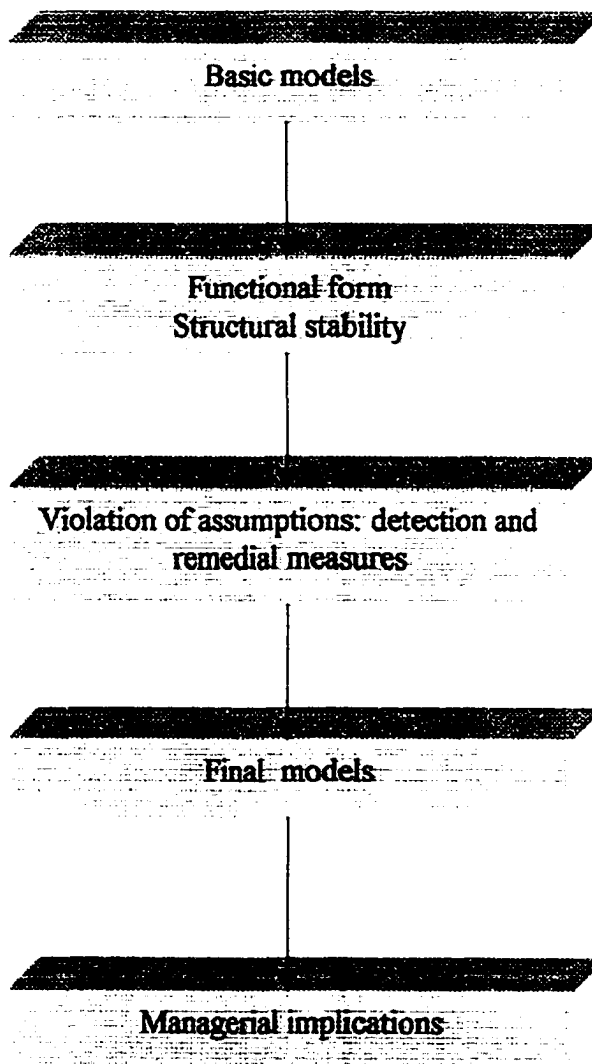 Basic models
Functional form
Structural stability
Violation of assumptions: detection and
remedial measures
Final models
Managerial implications